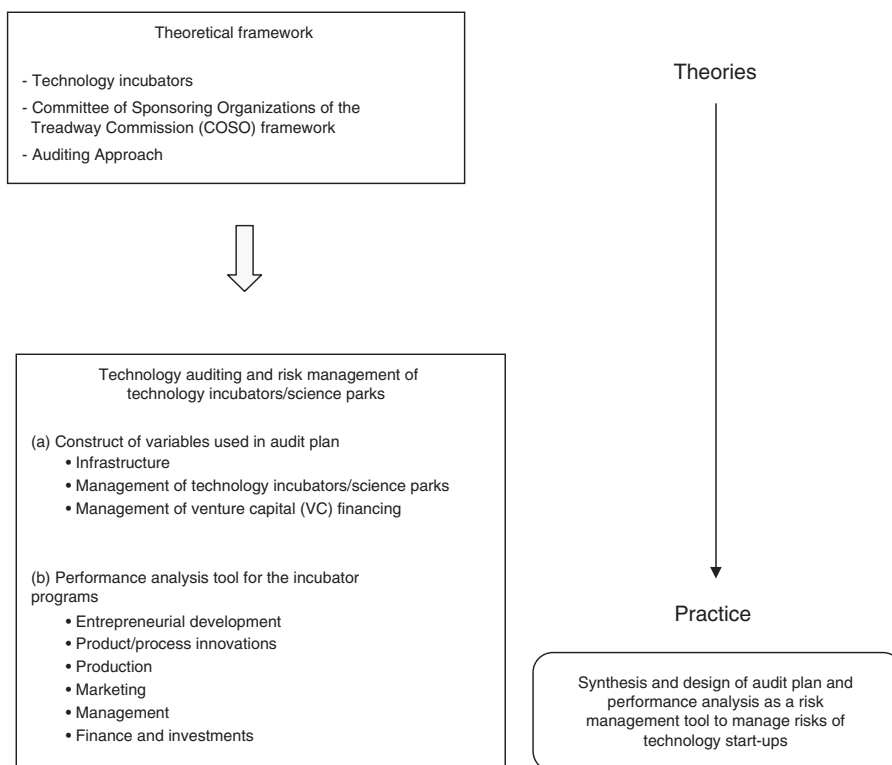 Theoretical framework
- Technology incubators
- Committee of Sponsoring Organizations of the
Treadway Commission (COSO) framework
- Auditing Approach
Technology auditing and risk management of
technology incubators/science parks
(a) Construct of variables used in audit plan
• Infrastructure
• Management of technology incubators/science parks
• Management of venture capital (VC) financing
(b) Performance analysis tool for the incubator
programs
• Entrepreneurial development
• Product/process innovations
• Production
• Marketing
• Management
• Finance and investments
Theories
Practice
Synthesis and design of audit plan and
performance analysis as a risk
management tool to manage risks of
technology start-ups